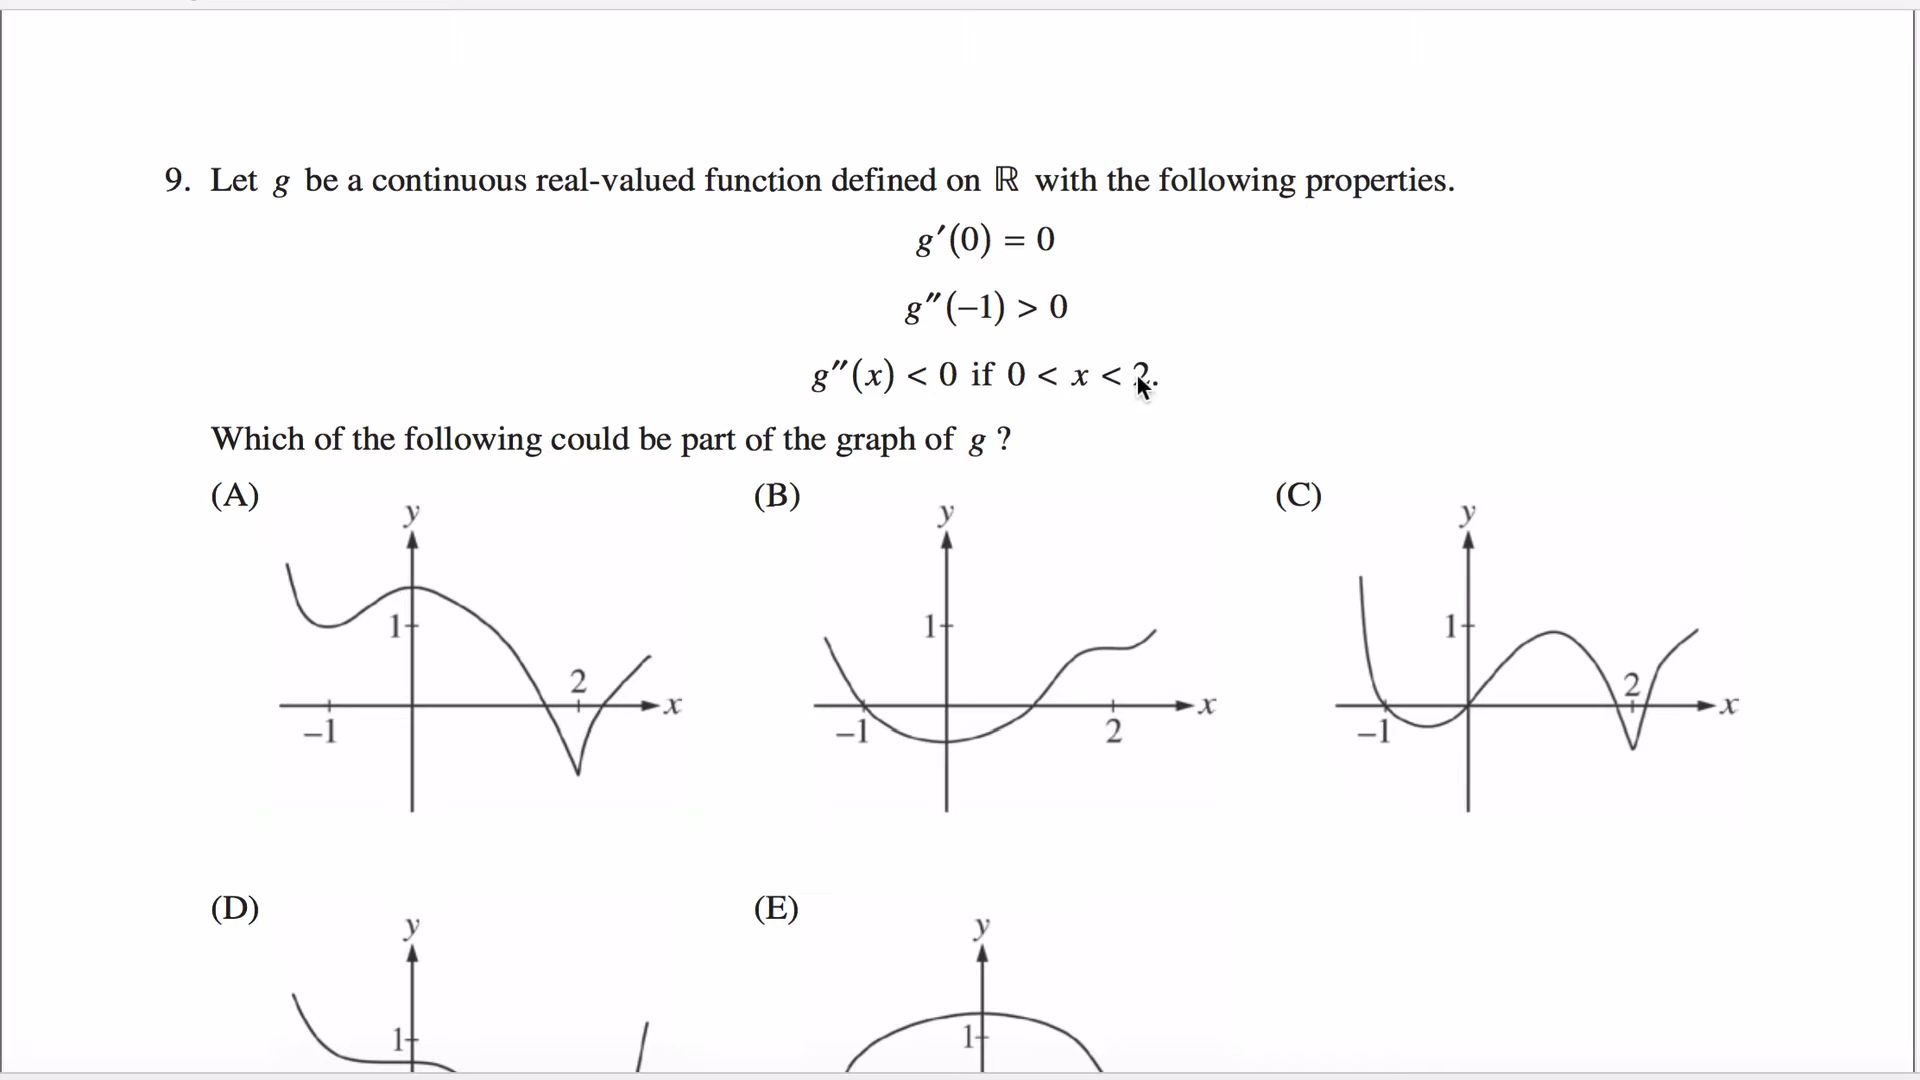 9. Let g be a continuous real-valued function defined on ℝ with the following properties.
g′(0) = 0
g″(–1) > 0
g″(x) < 0 if 0 < x < 2.
Which of the following could be part of the graph of g ?
(A) (B) (C)
y y y
1 1 1
2 x x 2 x
–1 –1 2 –1
(D) (E)
y y
1 1